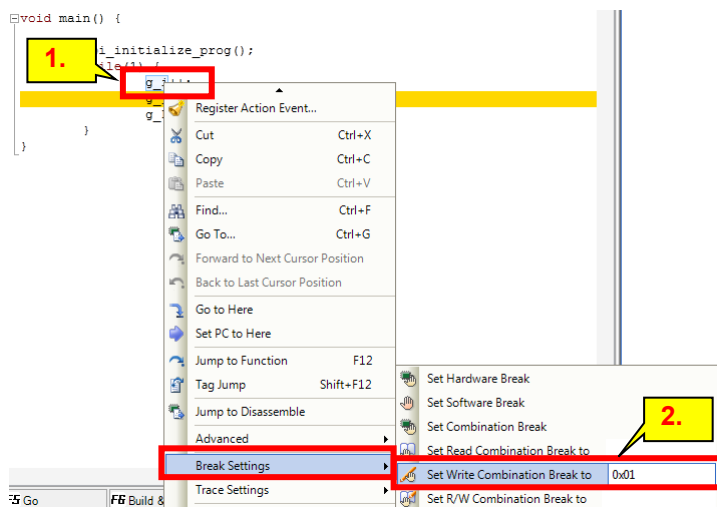 void main() {
i_initialize_prog();
ile(1) {
1.
g_i++;
g_
g_
}
}
Register Action Event...
Cut Ctrl+X
Copy Ctrl+C
Paste Ctrl+V
Find... Ctrl+F
Go To... Ctrl+G
Forward to Next Cursor Position
Back to Last Cursor Position
Go to Here
Set PC to Here
Jump to Function F12
Tag Jump Shift+F12
Jump to Disassemble
Advanced
Break Settings
Trace Settings
Set Hardware Break
Set Software Break
Set Combination Break
2.
Set Read Combination Break to
Set Write Combination Break to 0x01
Set R/W Combination Break to
F5 Go
F6 Build &